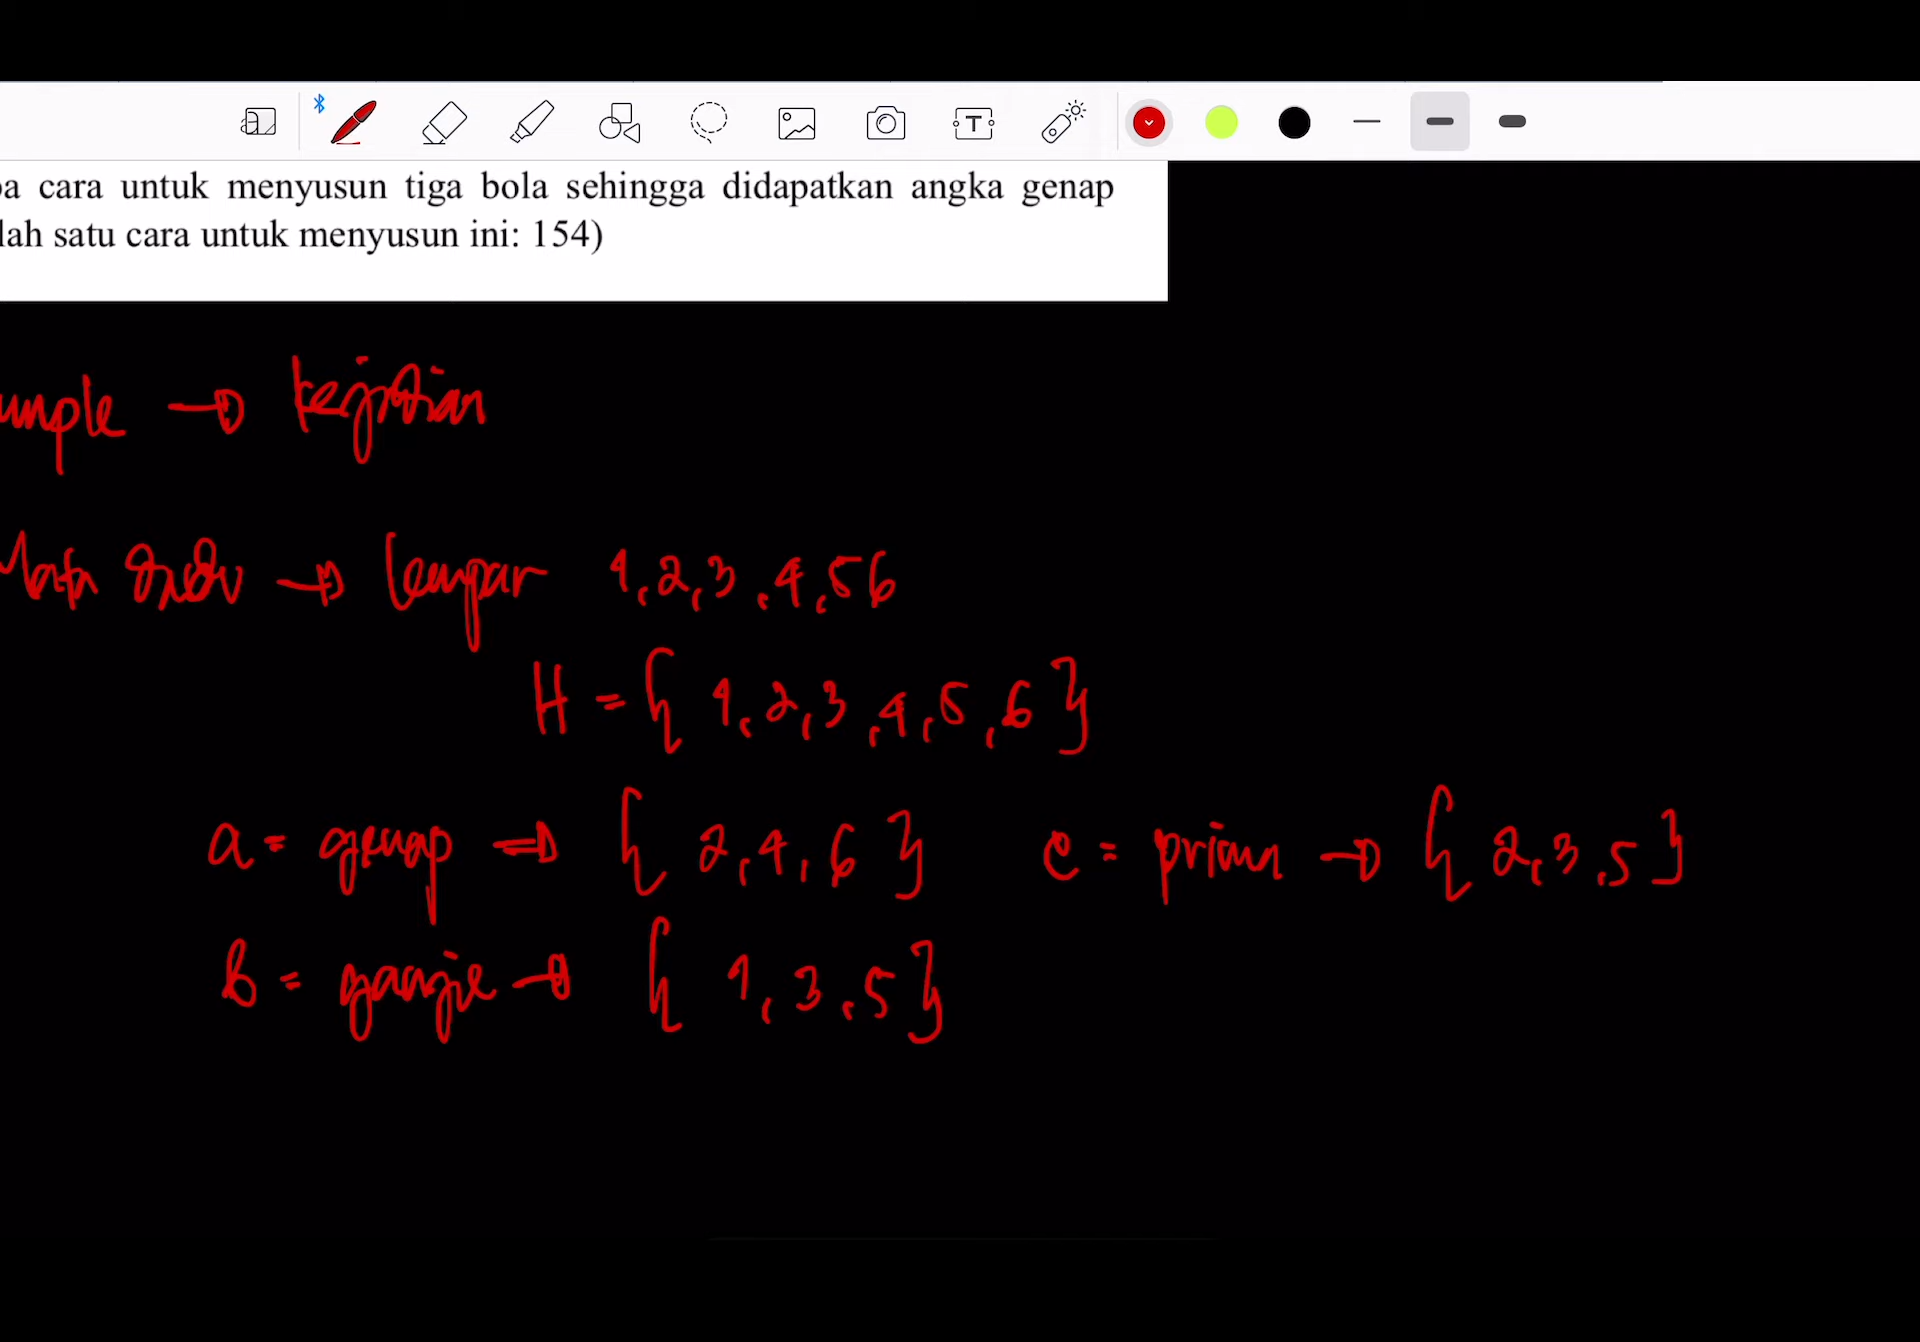 a cara untuk menyusun tiga bola sehingga didapatkan angka genap
lah satu cara untuk menyusun ini: 154)
mple → kejadian
Mata dadu → lempar 1,2,3,4,5 6
H = { 1,2,3,4,5,6 }
a = genap ⇒ { 2,4,6 } c = prima → { 2,3,5 }
b = ganjil → { 1,3,5 }